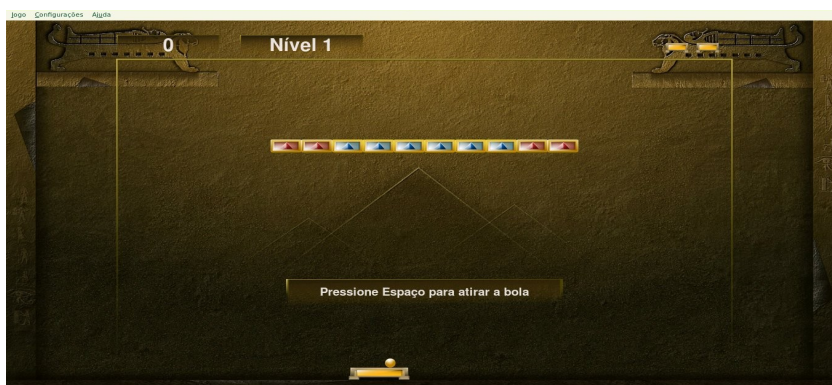 Jogo Configurações Ajuda
0 Nível 1
Pressione Espaço para atirar a bola